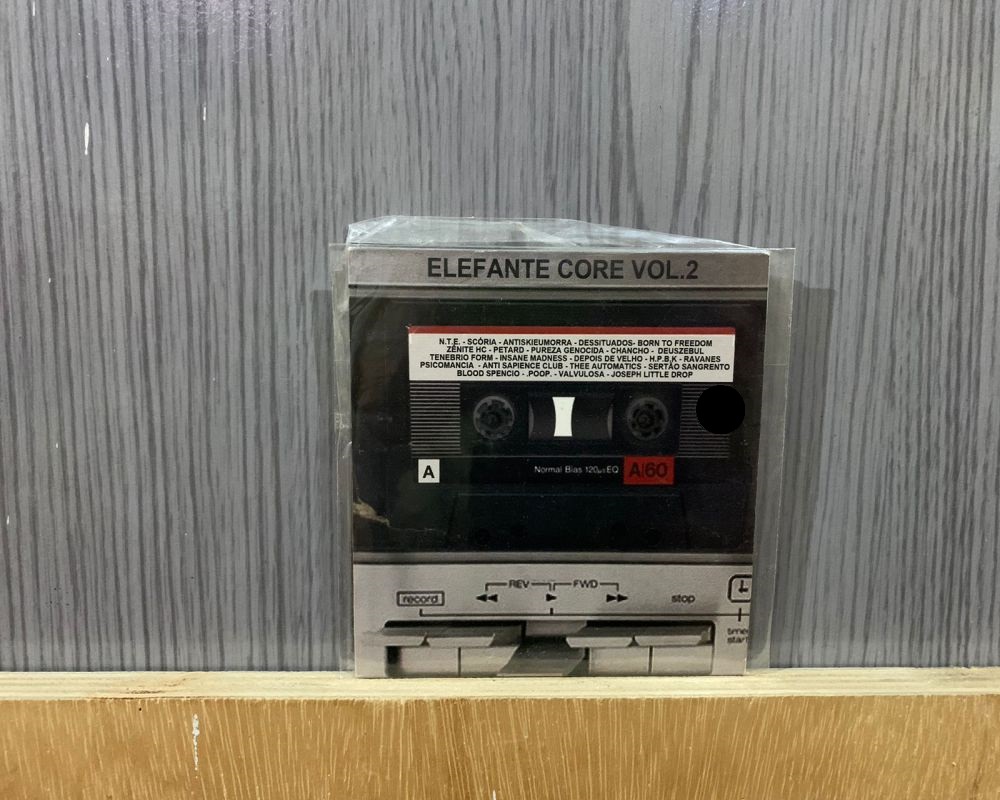 ELEFANTE CORE VOL.2
N.T.E. - SCÓRIA - ANTISKIEUMORRA - DESSITUADOS- BORN TO FREEDOM
ZÊNITE HC - PETARD - PUREZA GENOCIDA - CHANCHO - DEUSZEBUL
TENEBRIO FORM - INSANE MADNESS - DEPOIS DE VELHO - H.P.B.K - RAVANES
PSICOMANCIA - ANTI SAPIENCE CLUB - THEE AUTOMATICS - SERTÃO SANGRENTO
BLOOD SPENCIO - .POOP. - VALVULOSA - JOSEPH LITTLE DROP
A Normal Bias 120µs EQ A|60
REV FWD
record stop
timer
start